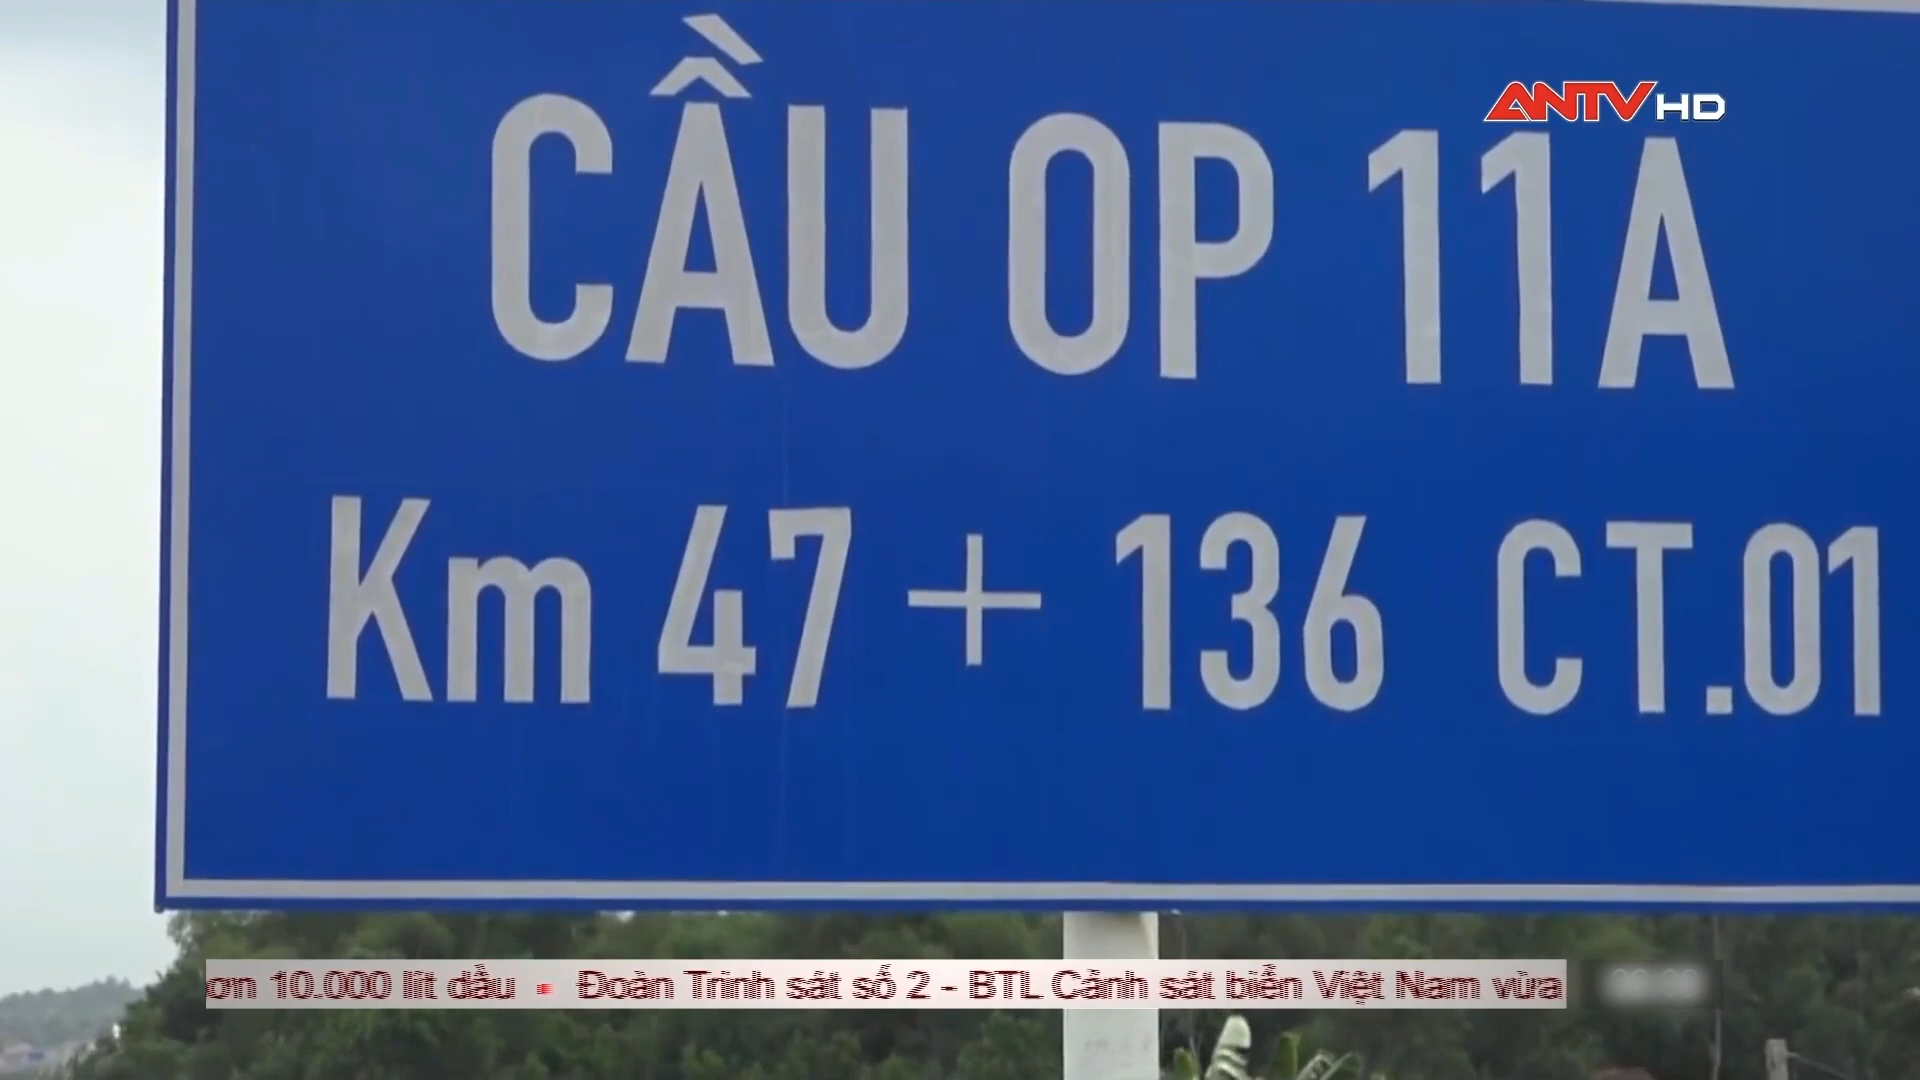 CẦU OP 11A
ANTV HD
Km 47 + 136 CT.01
ơn 10.000 lít dầu Đoàn Trinh sát số 2 - BTL Cảnh sát biển Việt Nam vừa